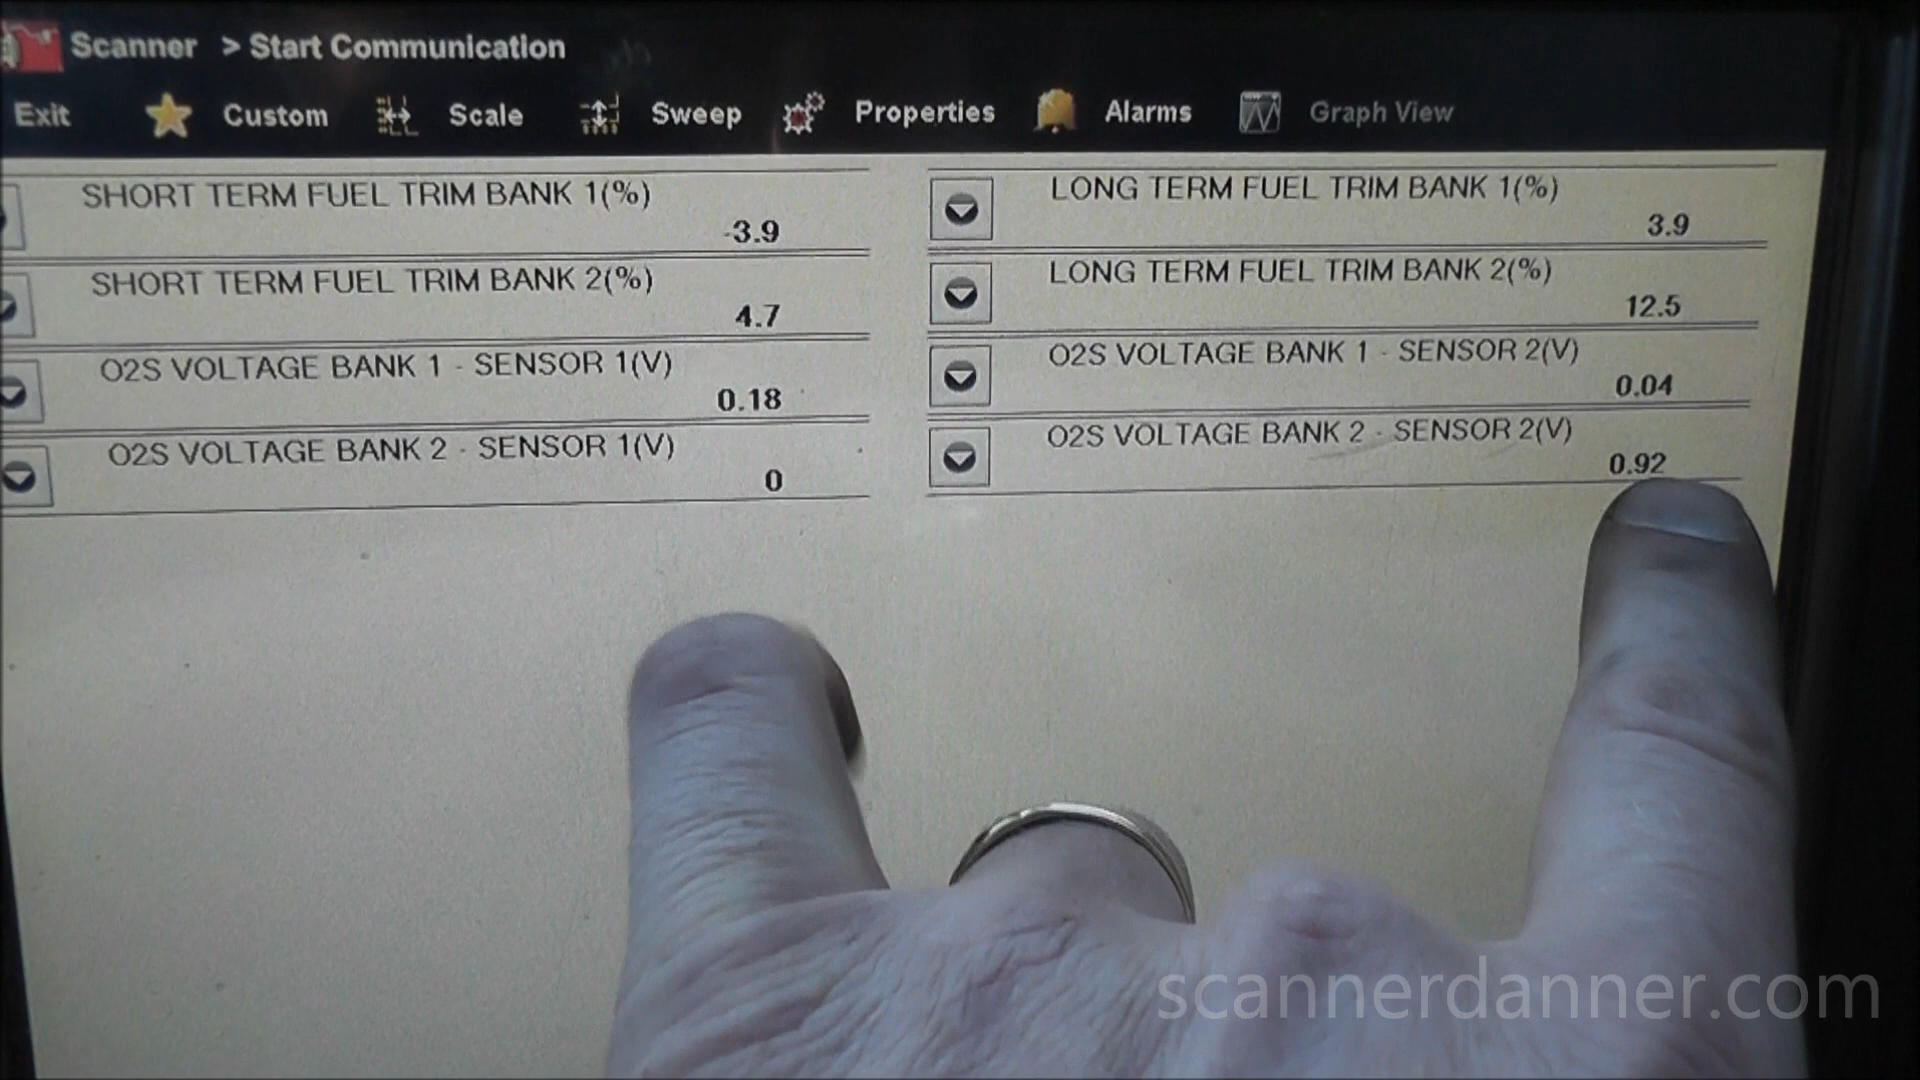 Scanner > Start Communication
Exit Custom Scale Sweep Properties Alarms Graph View
SHORT TERM FUEL TRIM BANK 1(%)
-3.9
LONG TERM FUEL TRIM BANK 1(%)
3.9
SHORT TERM FUEL TRIM BANK 2(%)
4.7
LONG TERM FUEL TRIM BANK 2(%)
12.5
O2S VOLTAGE BANK 1 - SENSOR 1(V)
0.18
O2S VOLTAGE BANK 1 - SENSOR 2(V)
0.04
O2S VOLTAGE BANK 2 - SENSOR 1(V)
0
O2S VOLTAGE BANK 2 - SENSOR 2(V)
0.92
scannerdanner.com